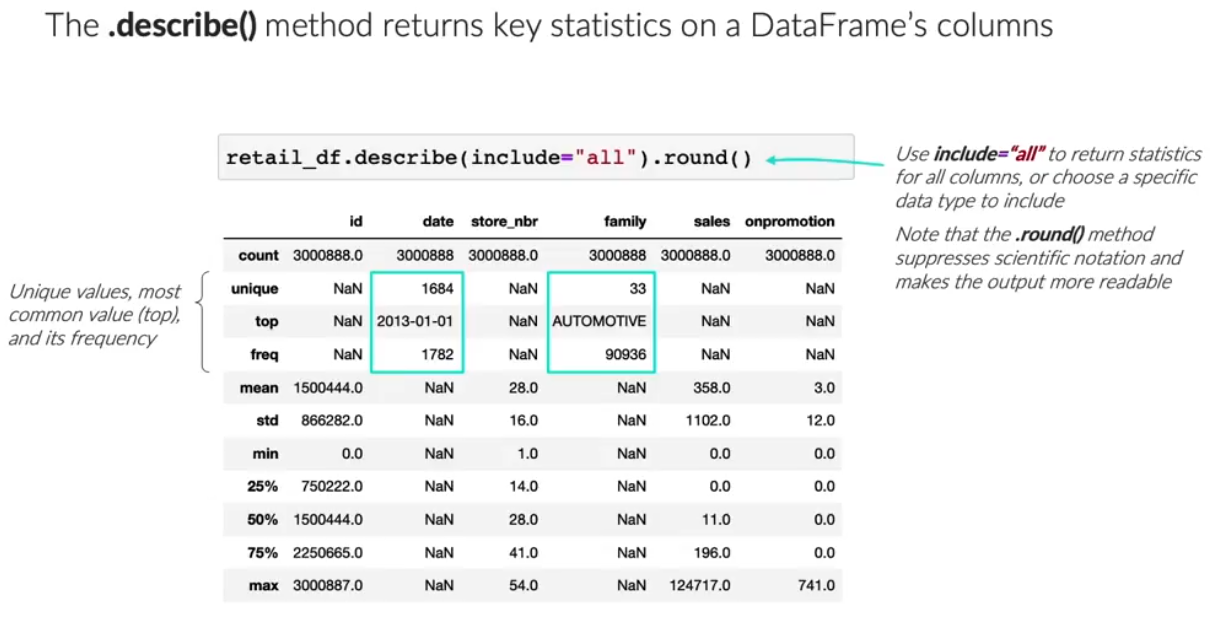 The .describe() method returns key statistics on a DataFrame's columns
retail_df.describe(include="all").round()
Use include="all" to return statistics
for all columns, or choose a specific
data type to include
Note that the .round() method
suppresses scientific notation and
makes the output more readable
id date store_nbr family sales onpromotion
count 3000888.0 3000888 3000888.0 3000888 3000888.0 3000888.0
unique NaN 1684 NaN 33 NaN NaN
top NaN 2013-01-01 NaN AUTOMOTIVE NaN NaN
freq NaN 1782 NaN 90936 NaN NaN
mean 1500444.0 NaN 28.0 NaN 358.0 3.0
std 866282.0 NaN 16.0 NaN 1102.0 12.0
min 0.0 NaN 1.0 NaN 0.0 0.0
25% 750222.0 NaN 14.0 NaN 0.0 0.0
50% 1500444.0 NaN 28.0 NaN 11.0 0.0
75% 2250665.0 NaN 41.0 NaN 196.0 0.0
max 3000887.0 NaN 54.0 NaN 124717.0 741.0
Unique values, most
common value (top),
and its frequency